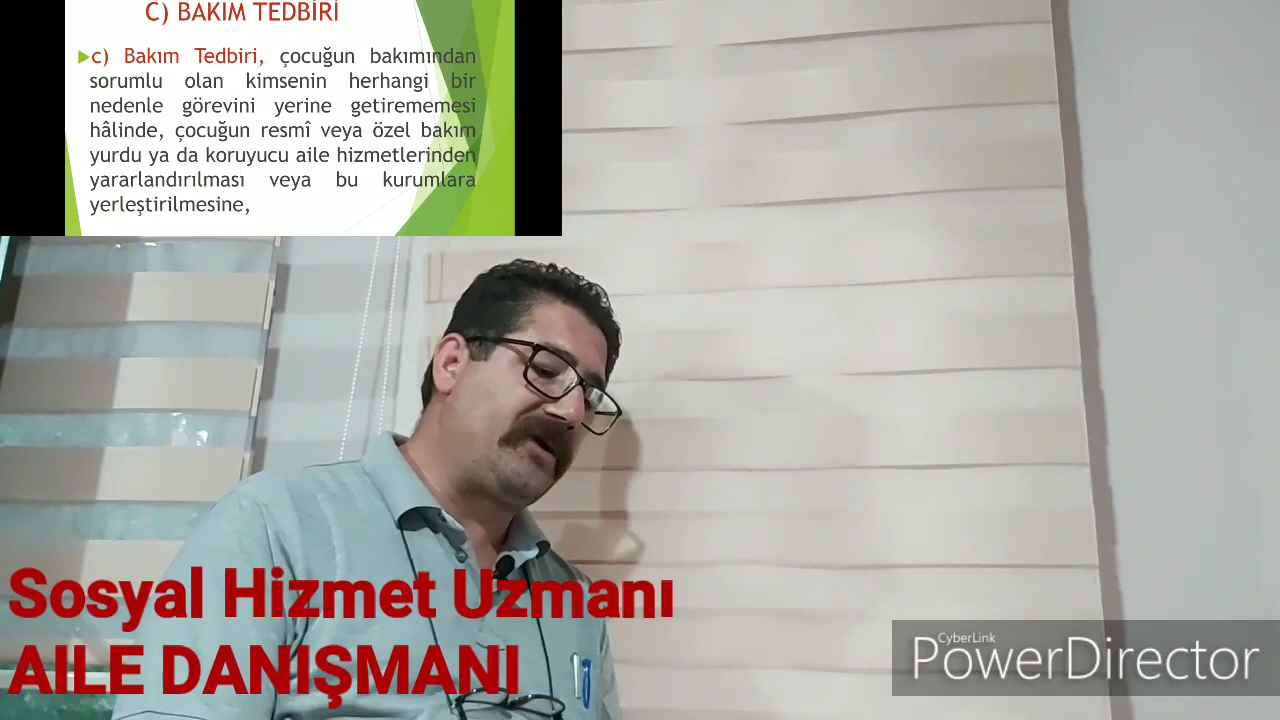 C) BAKIM TEDBİRİ
c) Bakım Tedbiri, çocuğun bakımından
sorumlu olan kimsenin herhangi bir
nedenle görevini yerine getirememesi
hâlinde, çocuğun resmî veya özel bakım
yurdu ya da koruyucu aile hizmetlerinden
yararlandırılması veya bu kurumlara
yerleştirilmesine,
Sosyal Hizmet Uzmanı
AILE DANIŞMANI
CyberLink
PowerDirector